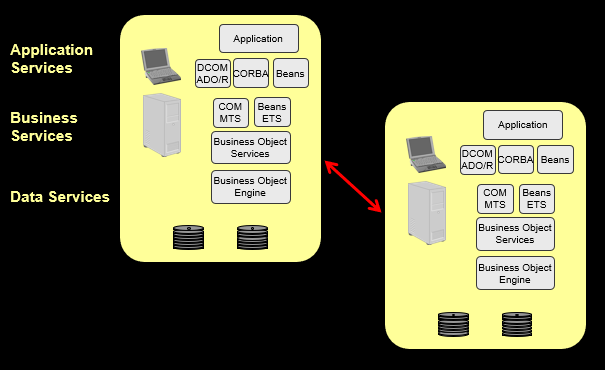 Application
Services
Business
Services
Data Services
Application
DCOM
ADO/R
CORBA
Beans
COM
MTS
Beans
ETS
Business Object
Services
Business Object
Engine
Application
DCOM
ADO/R
CORBA
Beans
COM
MTS
Beans
ETS
Business Object
Services
Business Object
Engine